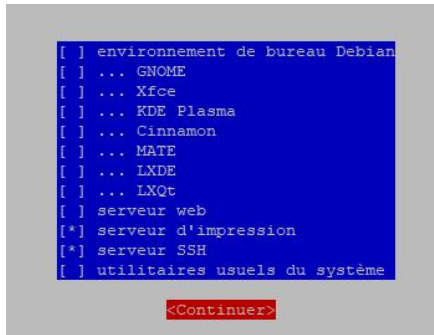 [ ] environnement de bureau Debian
[ ] ... GNOME
[ ] ... Xfce
[ ] ... KDE Plasma
[ ] ... Cinnamon
[ ] ... MATE
[ ] ... LXDE
[ ] ... LXQt
[ ] serveur web
[*] serveur d'impression
[*] serveur SSH
[ ] utilitaires usuels du système
<Continuer>